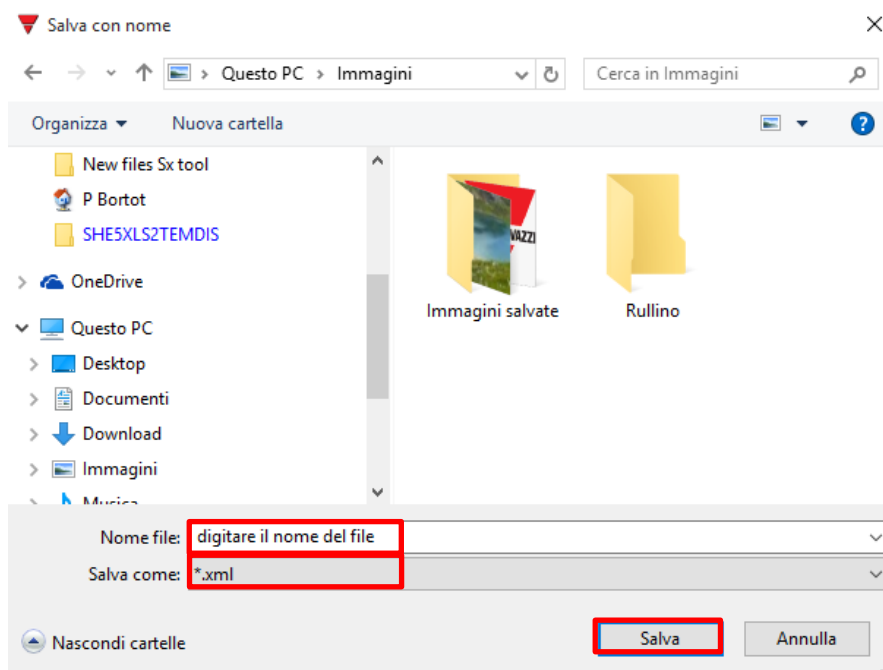 Salva con nome
Questo PC > Immagini
Cerca in Immagini
Organizza
Nuova cartella
?
New files Sx tool
P Bortot
SHE5XLS2TEMDIS
OneDrive
Questo PC
Desktop
Documenti
Download
Immagini
Musica
VAZZI
Immagini salvate
Rullino
Nome file: digitare il nome del file
Salva come: *.xml
Nascondi cartelle
Salva
Annulla